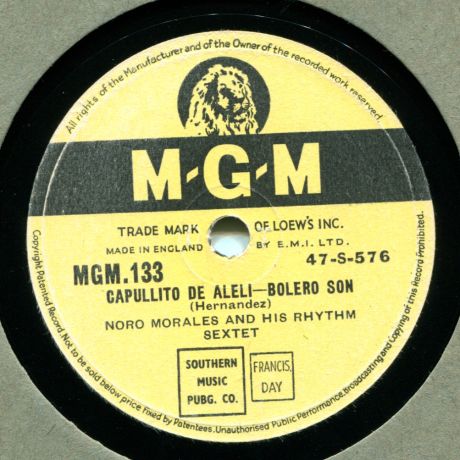 All rights of the Manufacturer and of the Owner of the recorded work reserved.
M-G-M
TRADE MARK OF LOEW'S INC.
MADE IN ENGLAND BY E.M.I. LTD.
MGM.133 47-S-576
CAPULLITO DE ALELI—BOLERO SON
(Hernandez)
NORO MORALES AND HIS RHYTHM
SEXTET
SOUTHERN
MUSIC
PUBG. CO.
FRANCIS,
DAY
Copyright Patented Record. Not to be sold below price fixed by Patentees. Unauthorised Public Performance, Broadcasting and Copying of this Record Prohibited.